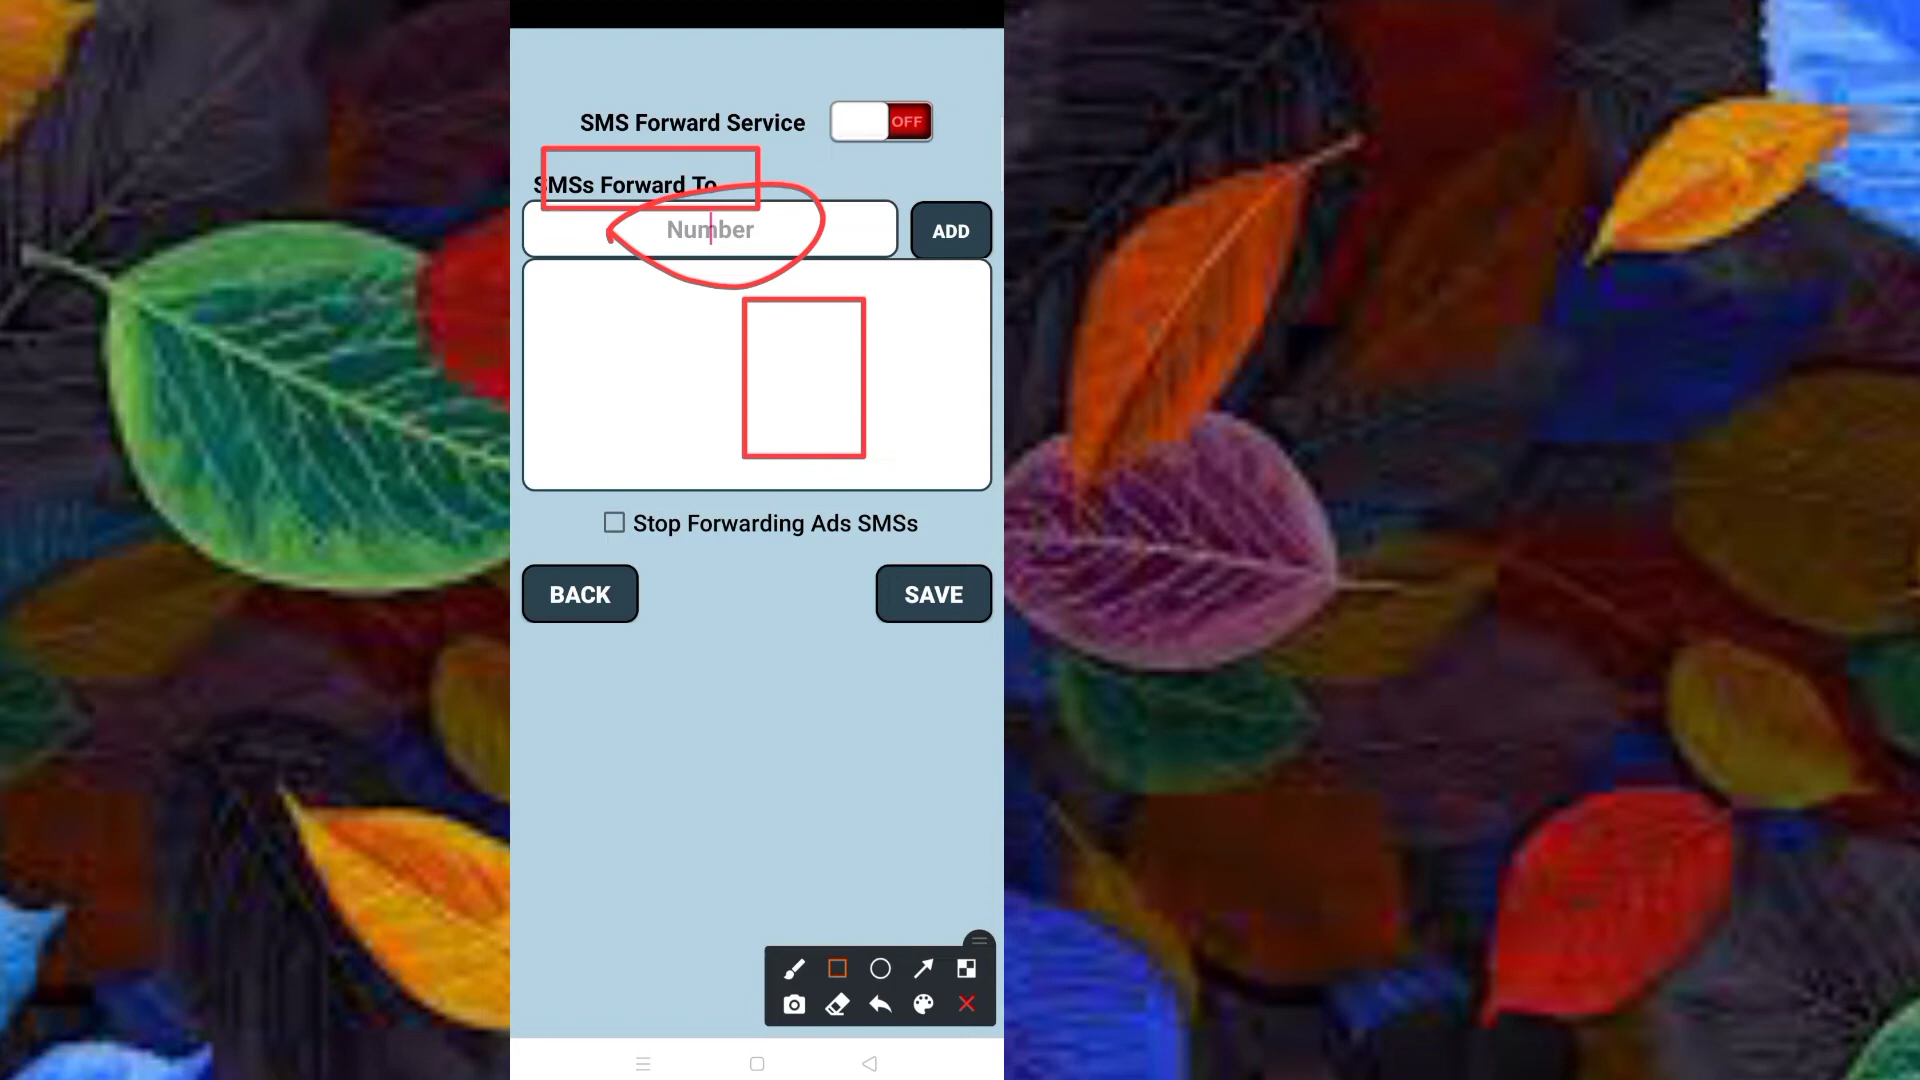 SMS Forward Service
OFF
SMSs Forward To
Number
ADD
Stop Forwarding Ads SMSs
BACK
SAVE